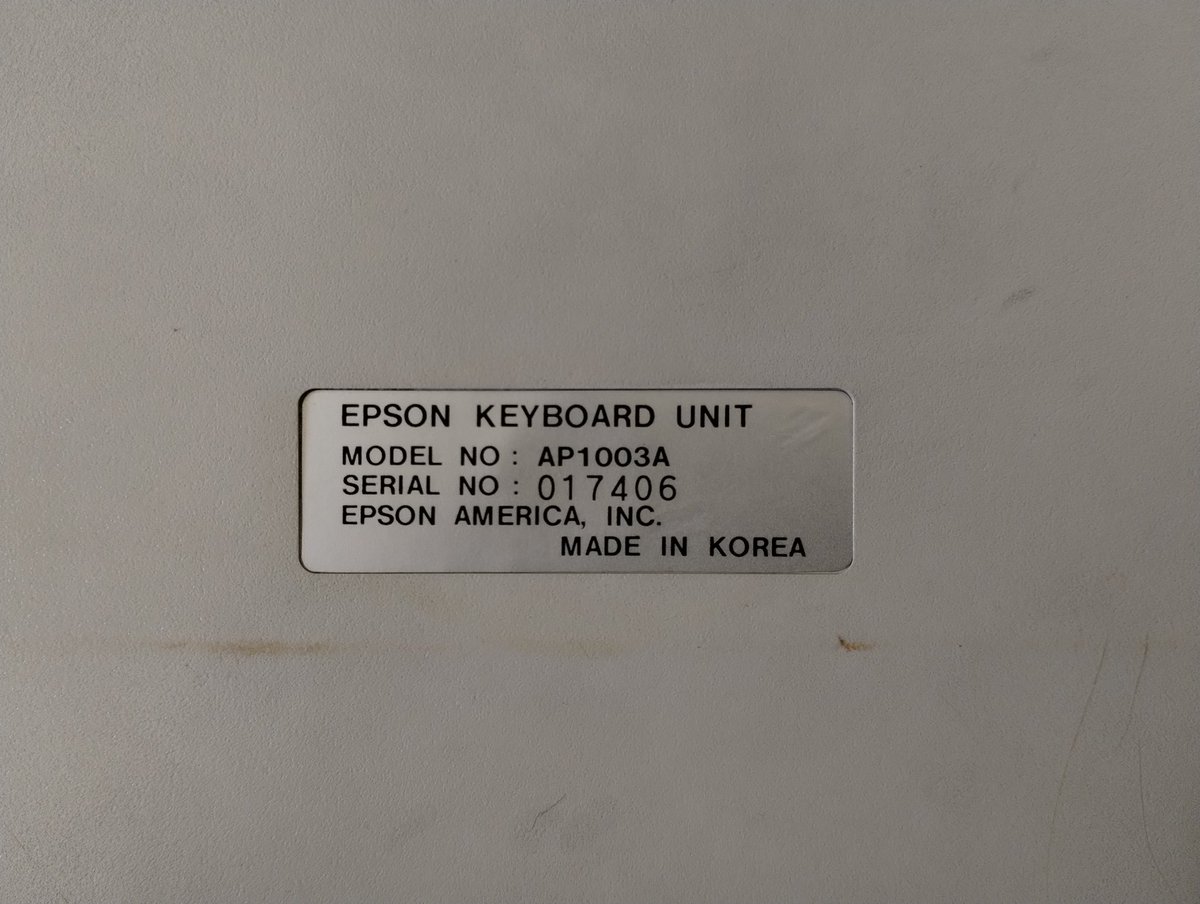 EPSON KEYBOARD UNIT
MODEL NO : AP1003A
SERIAL NO : 017406
EPSON AMERICA, INC.
MADE IN KOREA